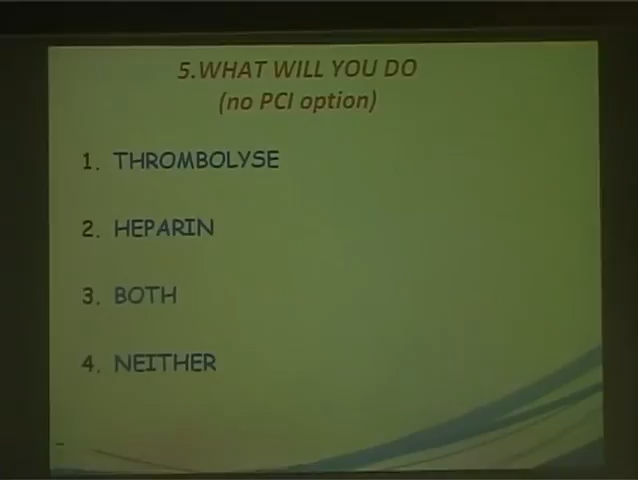 5.WHAT WILL YOU DO
(no PCI option)
1. THROMBOLYSE
2. HEPARIN
3. BOTH
4. NEITHER